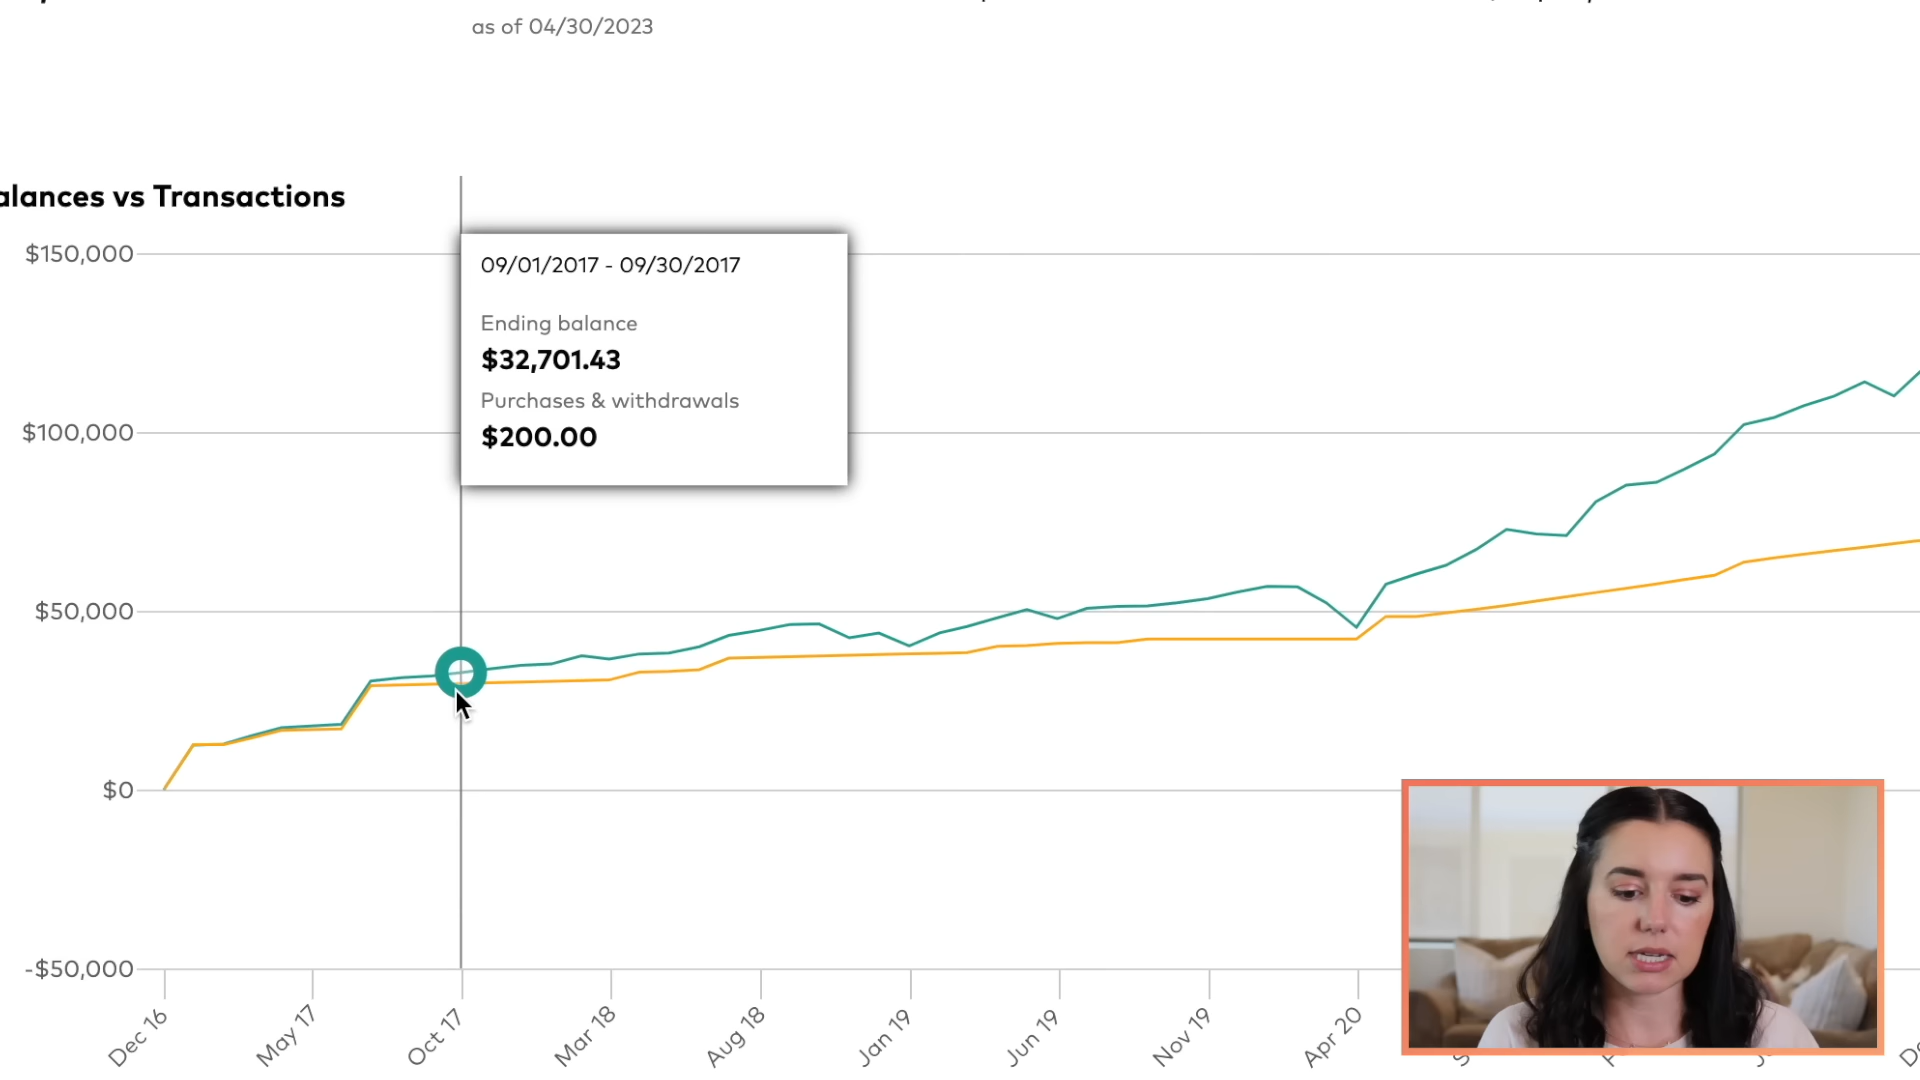 as of 04/30/2023
alances vs Transactions
$150,000
09/01/2017 - 09/30/2017
Ending balance
$32,701.43
Purchases & withdrawals
$200.00
$100,000
$50,000
$0
-$50,000
Dec 16
May 17
Oct 17
Mar 18
Aug 18
Jan 19
Jun 19
Nov 19
Apr 20